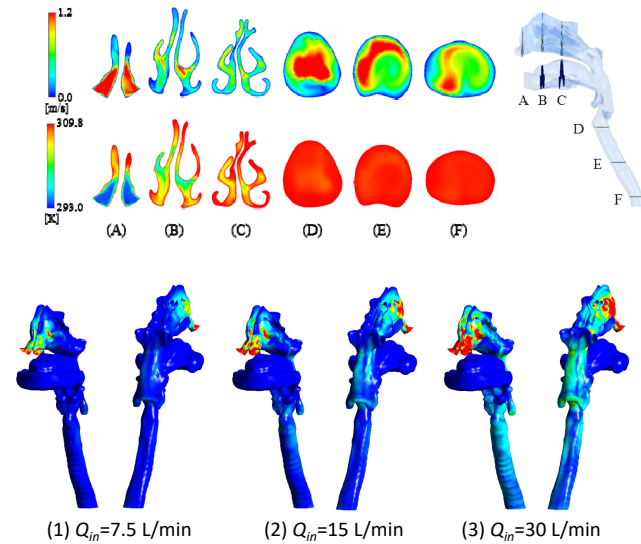 1.2
0.0
[m/s]
309.8
293.0
[K]
(A) (B) (C) (D) (E) (F)
A B C
D
E
F
(1) Qin=7.5 L/min (2) Qin=15 L/min (3) Qin=30 L/min